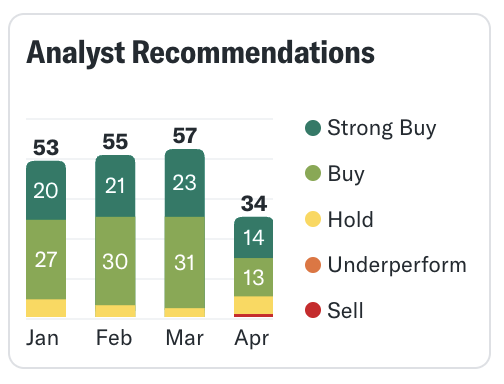 Analyst Recommendations
53
55
57
34
20
21
23
14
27
30
31
13
Jan
Feb
Mar
Apr
Strong Buy
Buy
Hold
Underperform
Sell